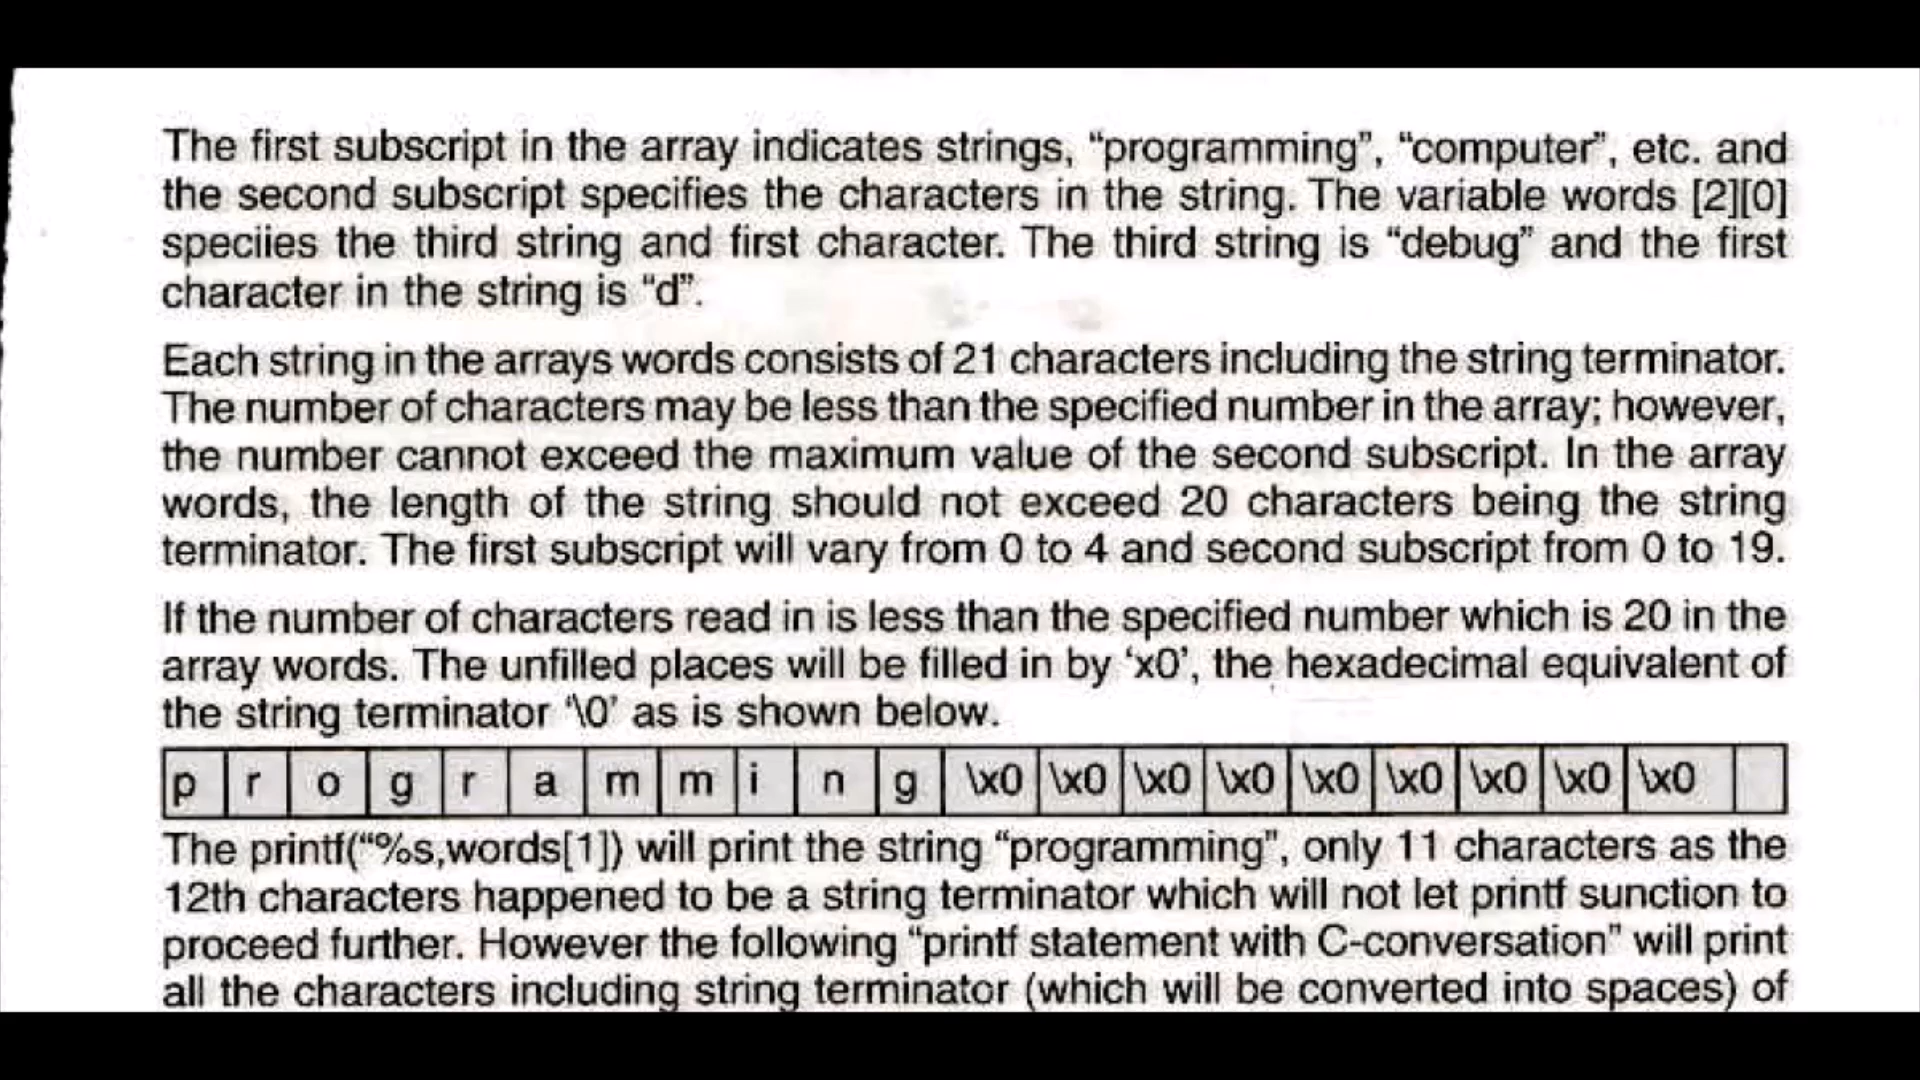 The first subscript in the array indicates strings, “programming”, “computer”, etc. and
the second subscript specifies the characters in the string. The variable words [2][0]
speciies the third string and first character. The third string is “debug” and the first
character in the string is “d”.
Each string in the arrays words consists of 21 characters including the string terminator.
The number of characters may be less than the specified number in the array; however,
the number cannot exceed the maximum value of the second subscript. In the array
words, the length of the string should not exceed 20 characters being the string
terminator. The first subscript will vary from 0 to 4 and second subscript from 0 to 19.
If the number of characters read in is less than the specified number which is 20 in the
array words. The unfilled places will be filled in by ‘x0’, the hexadecimal equivalent of
the string terminator ‘\0’ as is shown below.
p r o g r a m m i n g \x0 \x0 \x0 \x0 \x0 \x0 \x0 \x0 \x0
The printf(“%s,words[1]) will print the string “programming”, only 11 characters as the
12th characters happened to be a string terminator which will not let printf sunction to
proceed further. However the following “printf statement with C-conversation” will print
all the characters including string terminator (which will be converted into spaces) of